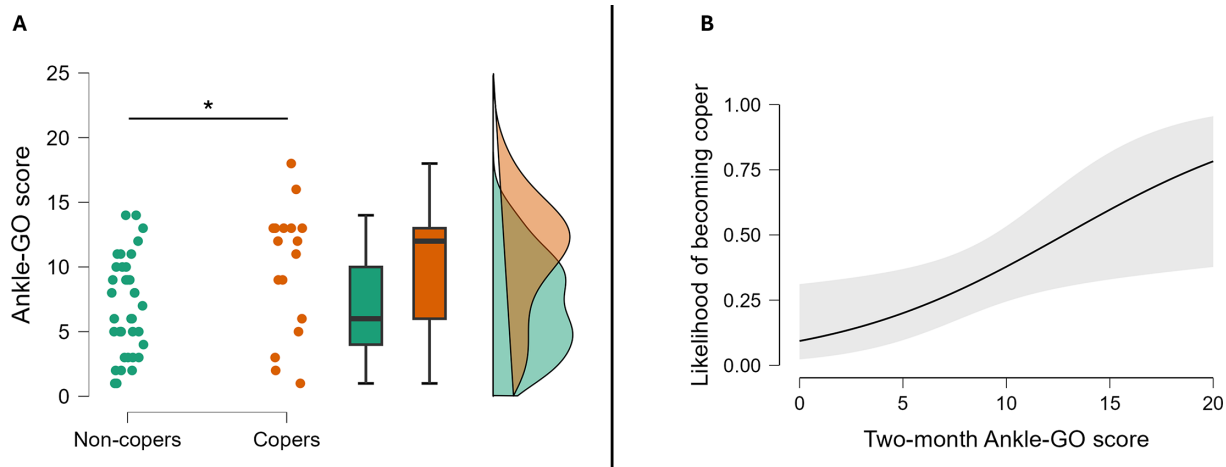 A
Ankle-GO score
25
20
15
10
5
0
*
Non-copers
Copers
B
Likelihood of becoming coper
1.00
0.75
0.50
0.25
0.00
0
5
10
15
20
Two-month Ankle-GO score